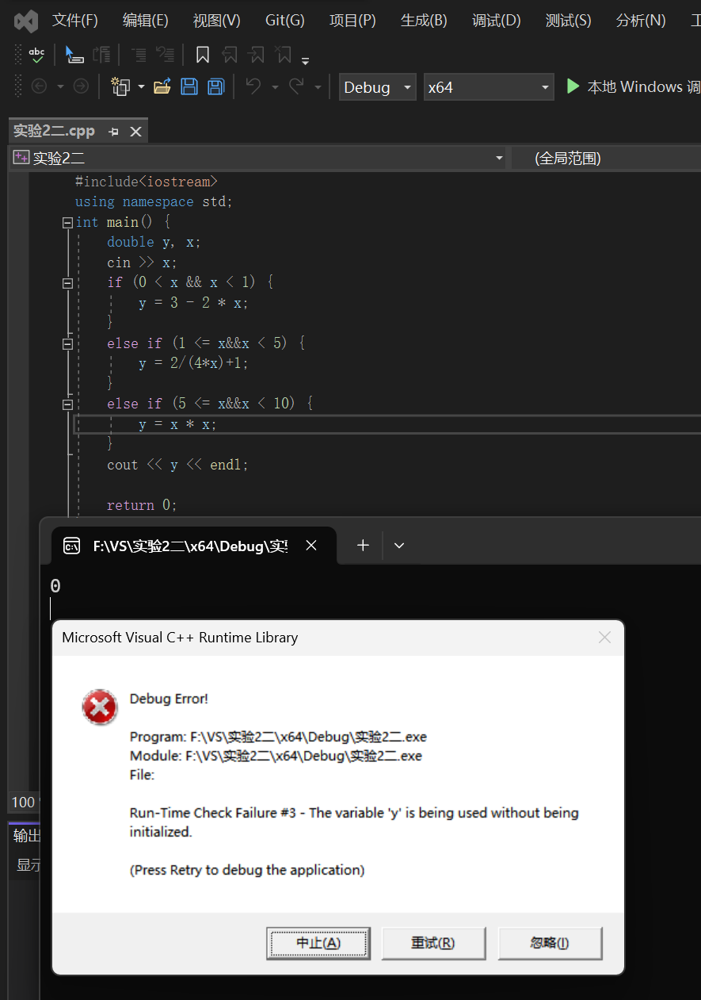 文件(F) 编辑(E) 视图(V) Git(G) 项目(P) 生成(B) 调试(D) 测试(S) 分析(N)
abc
Debug x64 本地 Windows 调
实验2二.cpp
实验2二 (全局范围)
#include<iostream>
using namespace std;
int main() {
double y, x;
cin >> x;
if (0 < x && x < 1) {
y = 3 - 2 * x;
}
else if (1 <= x&&x < 5) {
y = 2/(4*x)+1;
}
else if (5 <= x&&x < 10) {
y = x * x;
}
cout << y << endl;
return 0;
F:\VS\实验2二\x64\Debug\实
0
Microsoft Visual C++ Runtime Library
Debug Error!
Program: F:\VS\实验2二\x64\Debug\实验2二.exe
Module: F:\VS\实验2二\x64\Debug\实验2二.exe
File:
Run-Time Check Failure #3 - The variable 'y' is being used without being
initialized.
(Press Retry to debug the application)
中止(A) 重试(R) 忽略(I)
100
输出
显示